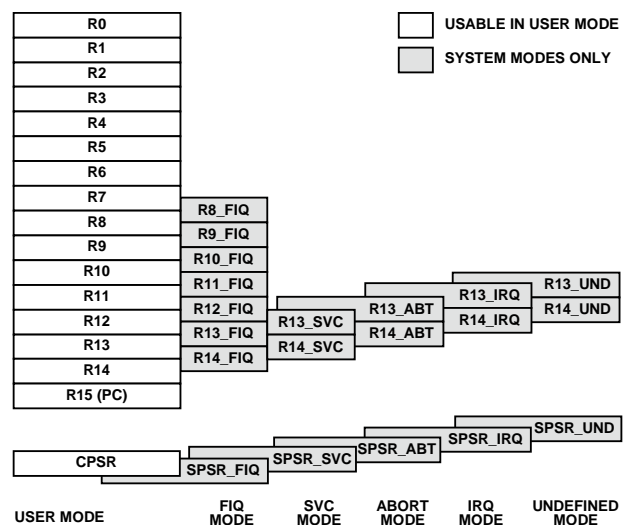 R0
R1
R2
R3
R4
R5
R6
R7
R8
R9
R10
R11
R12
R13
R14
R15 (PC)
R8_FIQ
R9_FIQ
R10_FIQ
R11_FIQ
R12_FIQ
R13_FIQ
R14_FIQ
R13_SVC
R14_SVC
R13_ABT
R14_ABT
R13_IRQ
R14_IRQ
R13_UND
R14_UND
USABLE IN USER MODE
SYSTEM MODES ONLY
CPSR
SPSR_FIQ
SPSR_SVC
SPSR_ABT
SPSR_IRQ
SPSR_UND
USER MODE
FIQ
MODE
SVC
MODE
ABORT
MODE
IRQ
MODE
UNDEFINED
MODE